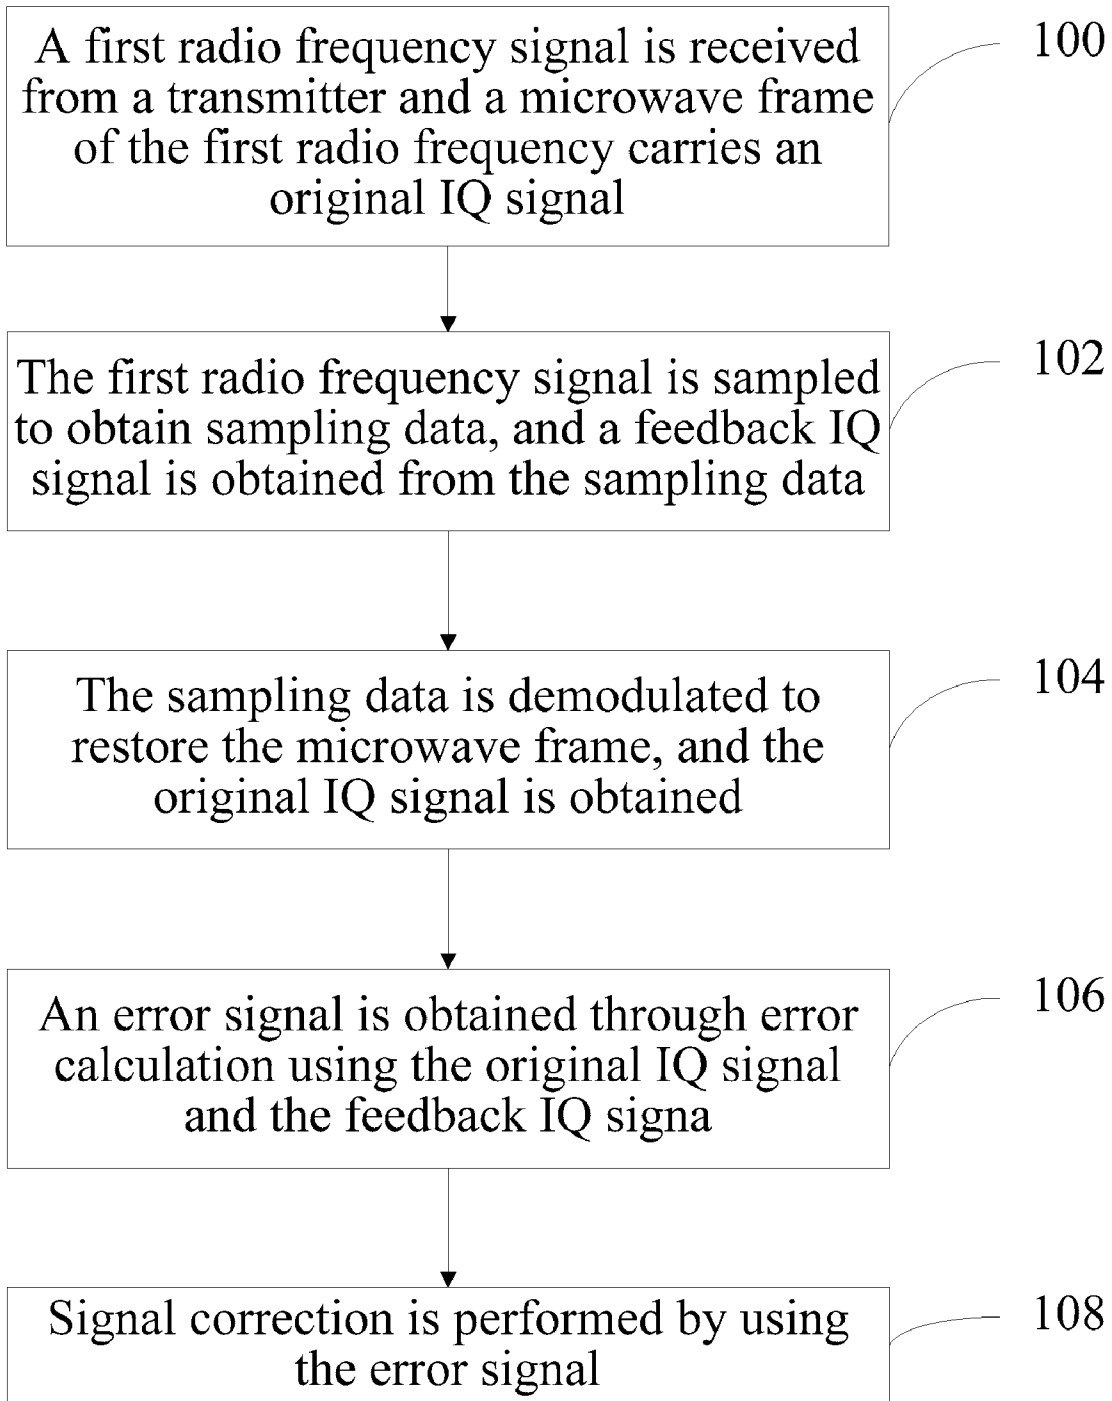 A first radio frequency signal is received
from a transmitter and a microwave frame
of the first radio frequency carries an
original IQ signal
100
The first radio frequency signal is sampled
to obtain sampling data, and a feedback IQ
signal is obtained from the sampling data
102
The sampling data is demodulated to
restore the microwave frame, and the
original IQ signal is obtained
104
An error signal is obtained through error
calculation using the original IQ signal
and the feedback IQ signa
106
Signal correction is performed by using
the error signal
108